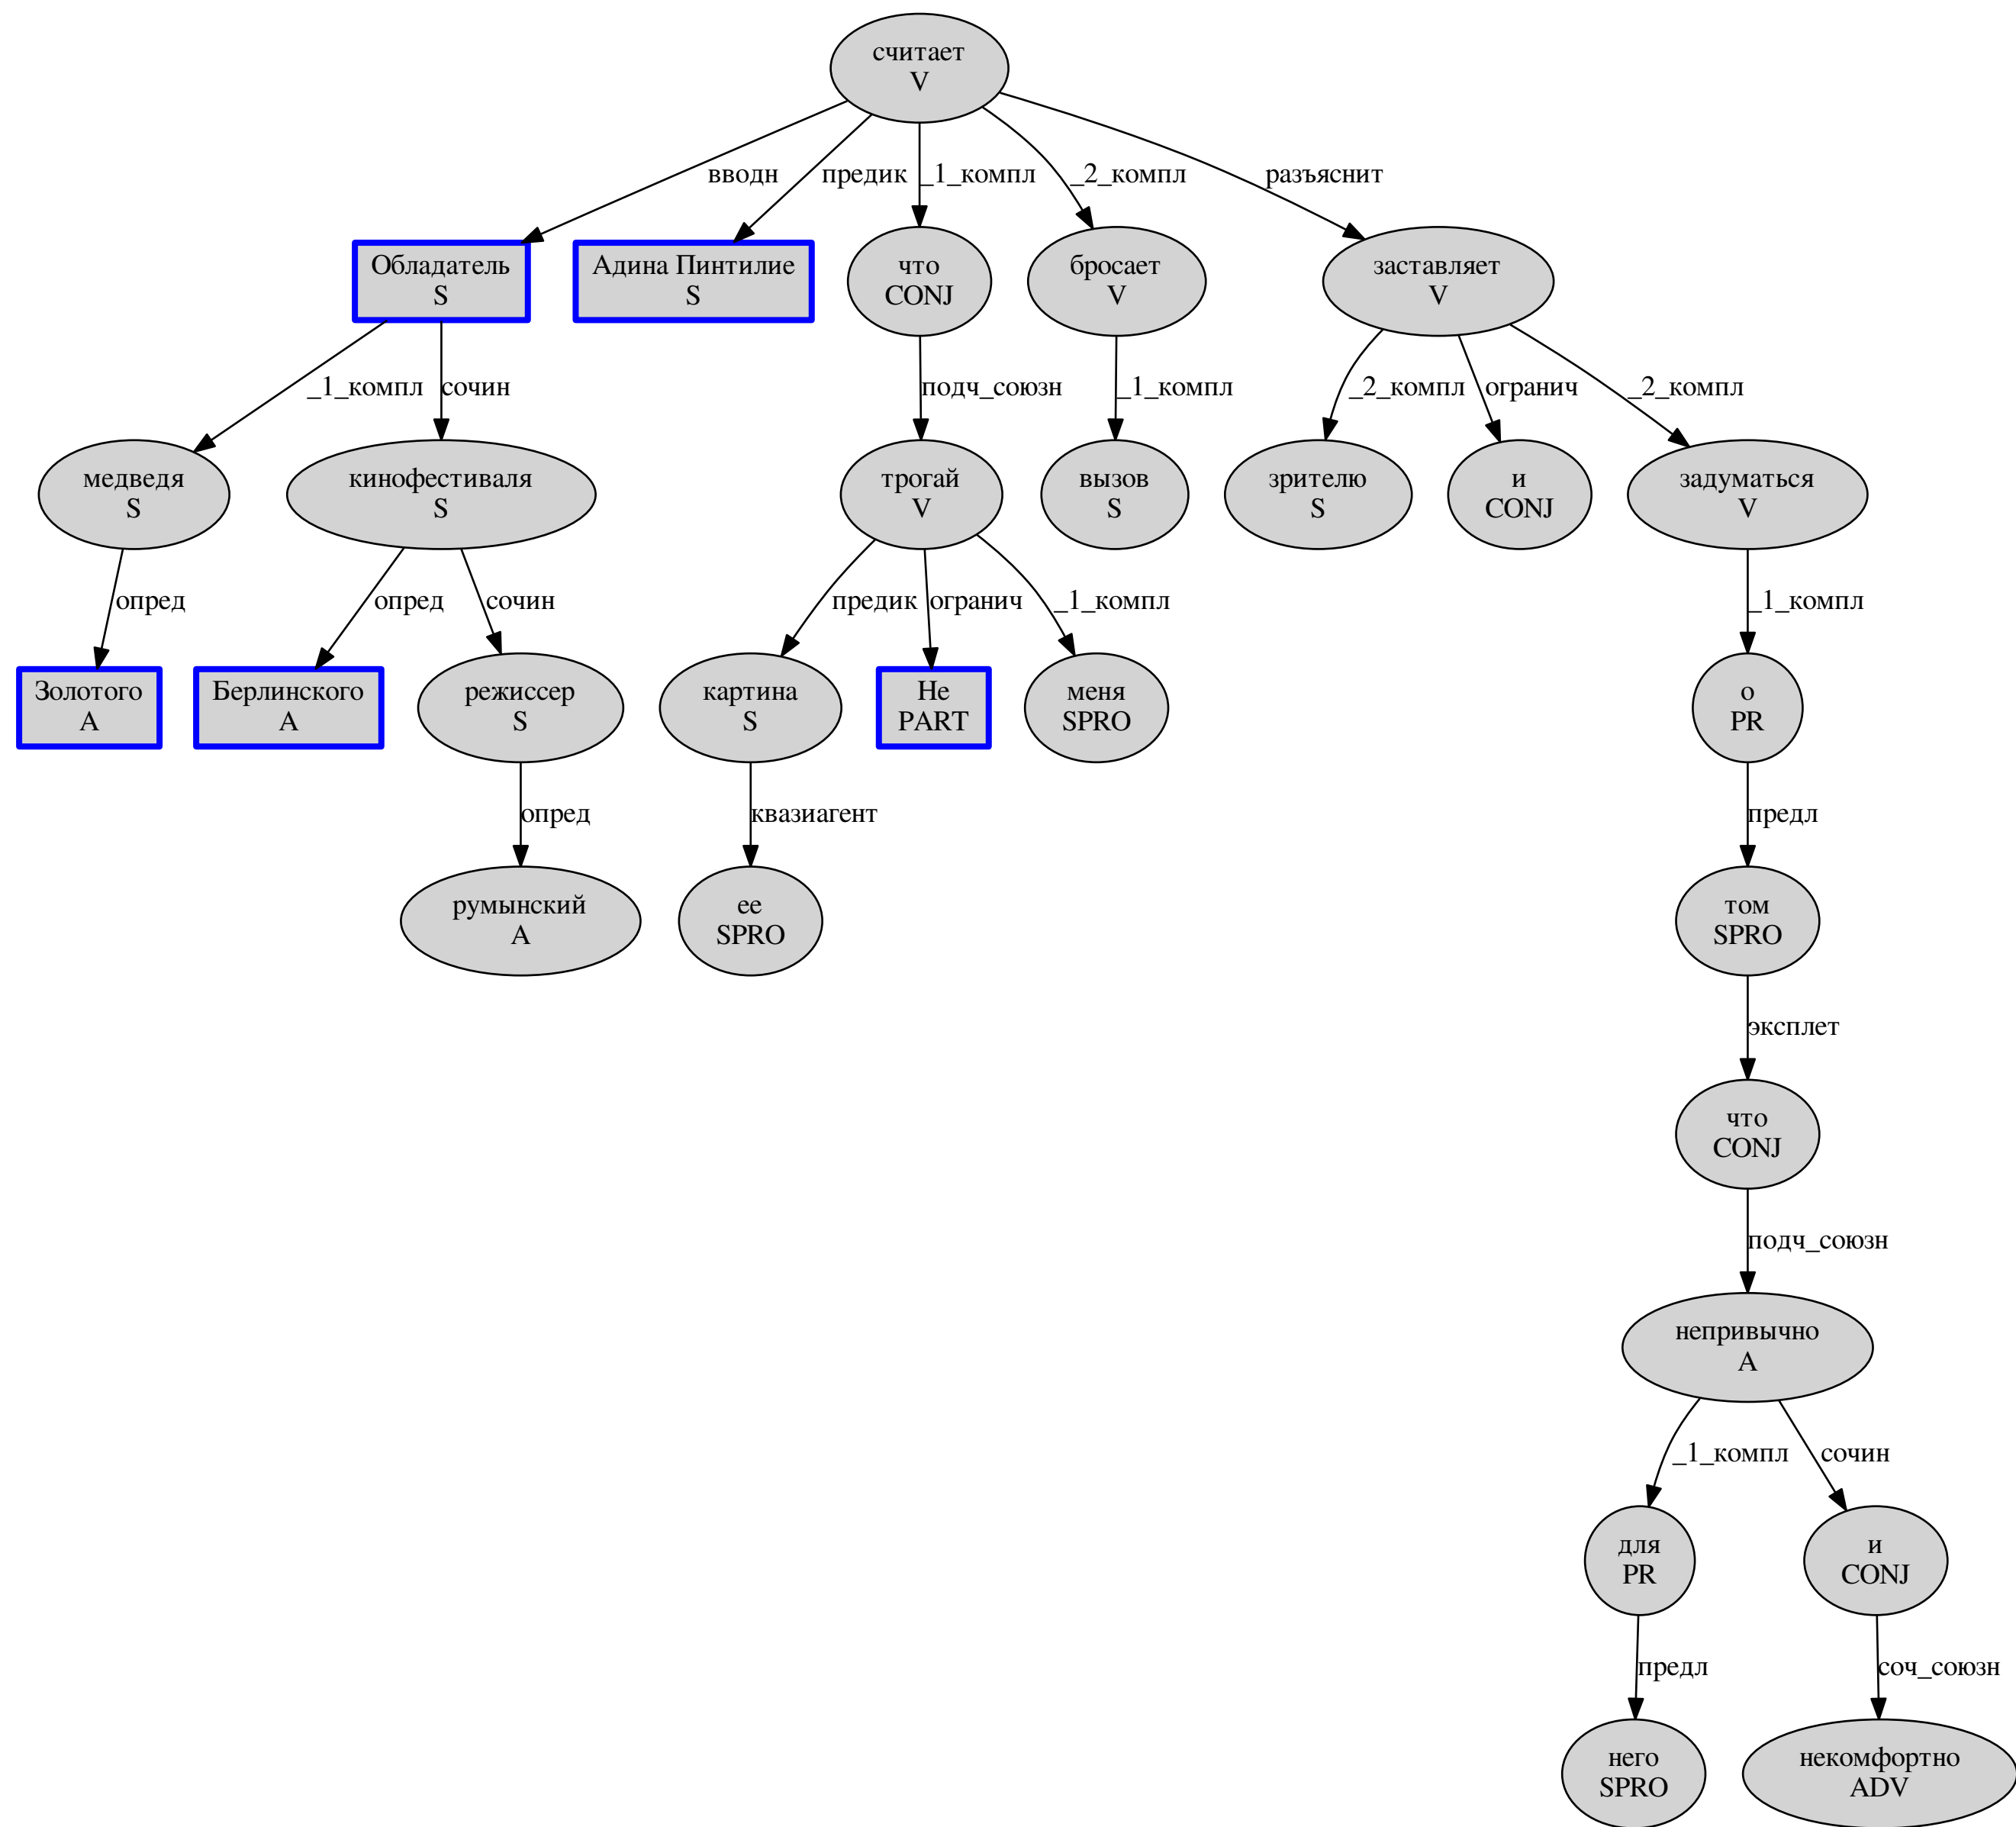 считает
V
вводн
предик
_1_компл
_2_компл
разъяснит
Обладатель
S
Адина Пинтилие
S
что
CONJ
бросает
V
заставляет
V
_1_компл
сочин
подч_союзн
_1_компл
_2_компл
огранич
_2_компл
медведя
S
кинофестиваля
S
трогай
V
вызов
S
зрителю
S
и
CONJ
задуматься
V
опред
опред
сочин
предик
огранич
_1_компл
_1_компл
Золотого
A
Берлинского
A
режиссер
S
картина
S
Не
PART
меня
SPRO
о
PR
опред
квазиагент
предл
румынский
A
ее
SPRO
том
SPRO
эксплет
что
CONJ
подч_союзн
непривычно
A
_1_компл
сочин
для
PR
и
CONJ
предл
соч_союзн
него
SPRO
некомфортно
ADV